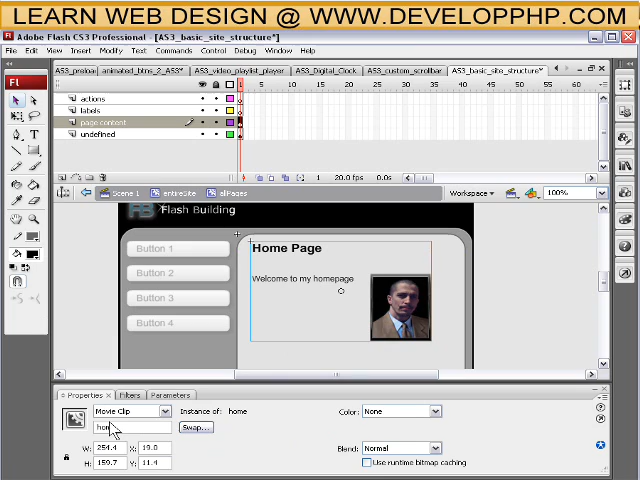 LEARN WEB DESIGN @ WWW.DEVELOPPHP.COM
Adobe Flash CS3 Professional - [AS3_basic_site_structure*]
File Edit View Insert Modify Text Commands Control Debug Window Help
AS3_preload animated_btns_2_AS3* AS3_video_playlist_player AS3_Digital_Clock AS3_custom_scrollbar AS3_basic_site_structure*
Fl
1 5 10 15 20 25 30 35 40 45 50 55 60
actions
labels
page content
undefined
1 20.0 fps 0.0s
Scene 1 entireSite allPages Workspace 100%
FB Flash Building
Button 1
Button 2
Button 3
Button 4
Home Page
Welcome to my homepage
Properties × Filters Parameters
Movie Clip Instance of: home Color: None
Swap...
W: 254.4 X: 19.0 Blend: Normal
H: 159.7 Y: 11.4 Use runtime bitmap caching